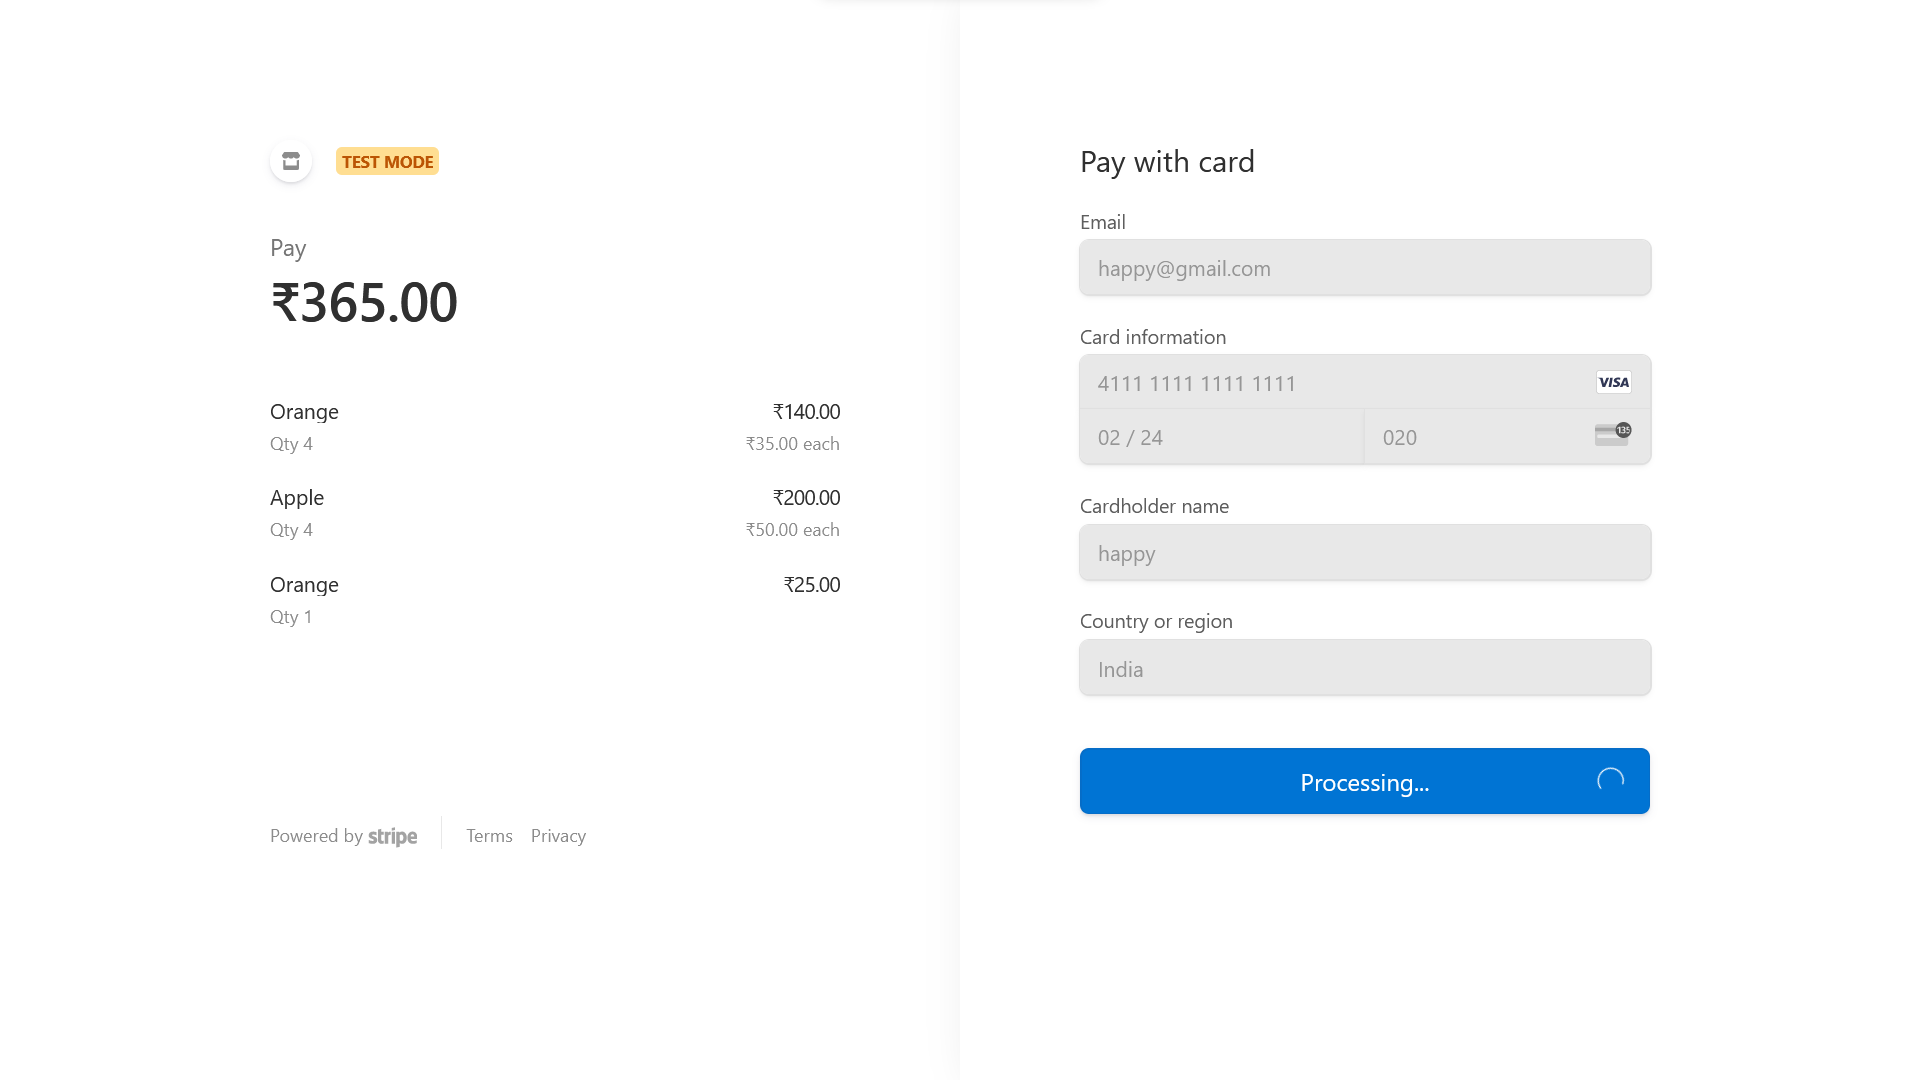 TEST MODE
Pay
₹365.00
Orange ₹140.00
Qty 4 ₹35.00 each
Apple ₹200.00
Qty 4 ₹50.00 each
Orange ₹25.00
Qty 1
Powered by stripe Terms Privacy
Pay with card
Email
happy@gmail.com
Card information
4111 1111 1111 1111 VISA
02 / 24 020 135
Cardholder name
happy
Country or region
India
Processing...